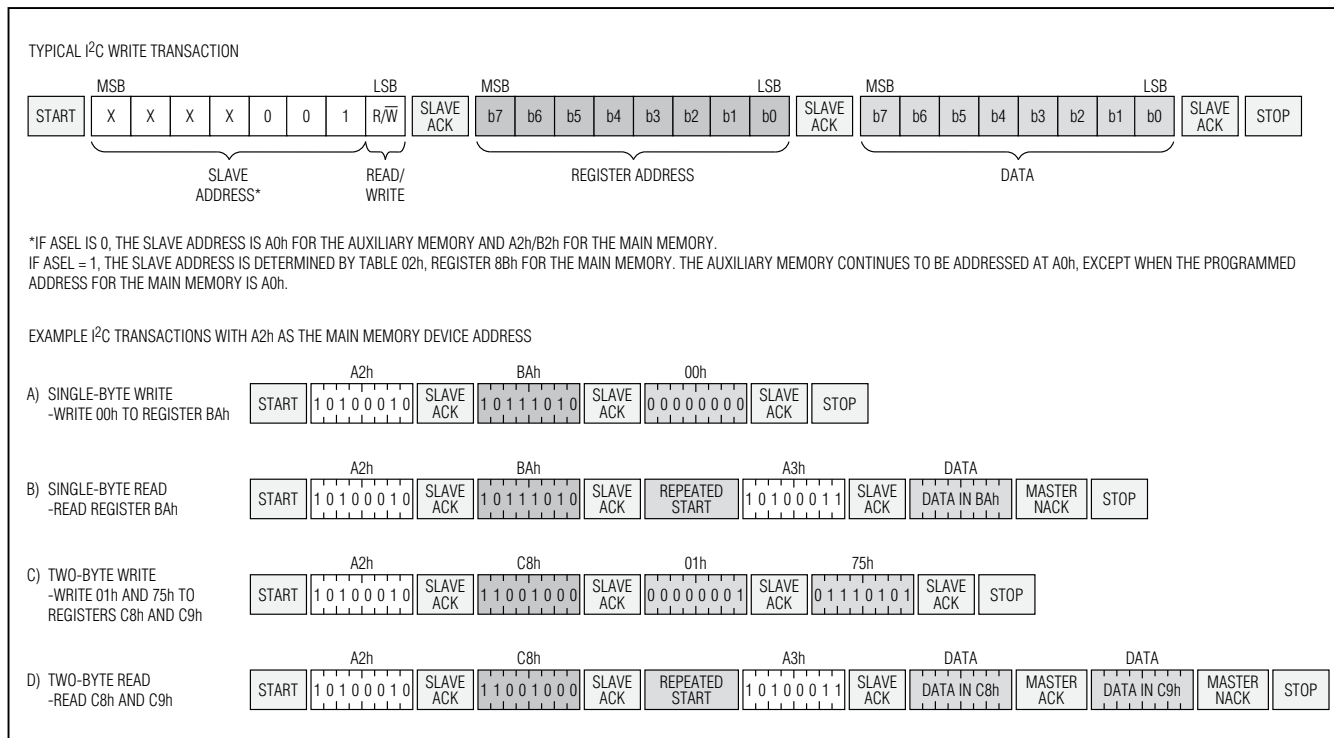 TYPICAL I²C WRITE TRANSACTION
MSB LSB MSB LSB MSB LSB
START X X X X 0 0 1 R/W̅ SLAVE ACK b7 b6 b5 b4 b3 b2 b1 b0 SLAVE ACK b7 b6 b5 b4 b3 b2 b1 b0 SLAVE ACK STOP
SLAVE ADDRESS* READ/WRITE REGISTER ADDRESS DATA
*IF ASEL IS 0, THE SLAVE ADDRESS IS A0h FOR THE AUXILIARY MEMORY AND A2h/B2h FOR THE MAIN MEMORY.
IF ASEL = 1, THE SLAVE ADDRESS IS DETERMINED BY TABLE 02h, REGISTER 8Bh FOR THE MAIN MEMORY. THE AUXILIARY MEMORY CONTINUES TO BE ADDRESSED AT A0h, EXCEPT WHEN THE PROGRAMMED
ADDRESS FOR THE MAIN MEMORY IS A0h.
EXAMPLE I²C TRANSACTIONS WITH A2h AS THE MAIN MEMORY DEVICE ADDRESS
A2h BAh 00h
A) SINGLE-BYTE WRITE
-WRITE 00h TO REGISTER BAh
START 10100010 SLAVE ACK 10111010 SLAVE ACK 00000000 SLAVE ACK STOP
A2h BAh A3h DATA
B) SINGLE-BYTE READ
-READ REGISTER BAh
START 10100010 SLAVE ACK 10111010 SLAVE ACK REPEATED START 10100011 SLAVE ACK DATA IN BAh MASTER NACK STOP
A2h C8h 01h 75h
C) TWO-BYTE WRITE
-WRITE 01h AND 75h TO
REGISTERS C8h AND C9h
START 10100010 SLAVE ACK 11001000 SLAVE ACK 00000001 SLAVE ACK 01110101 SLAVE ACK STOP
A2h C8h A3h DATA DATA
D) TWO-BYTE READ
-READ C8h AND C9h
START 10100010 SLAVE ACK 11001000 SLAVE ACK REPEATED START 10100011 SLAVE ACK DATA IN C8h MASTER ACK DATA IN C9h MASTER NACK STOP